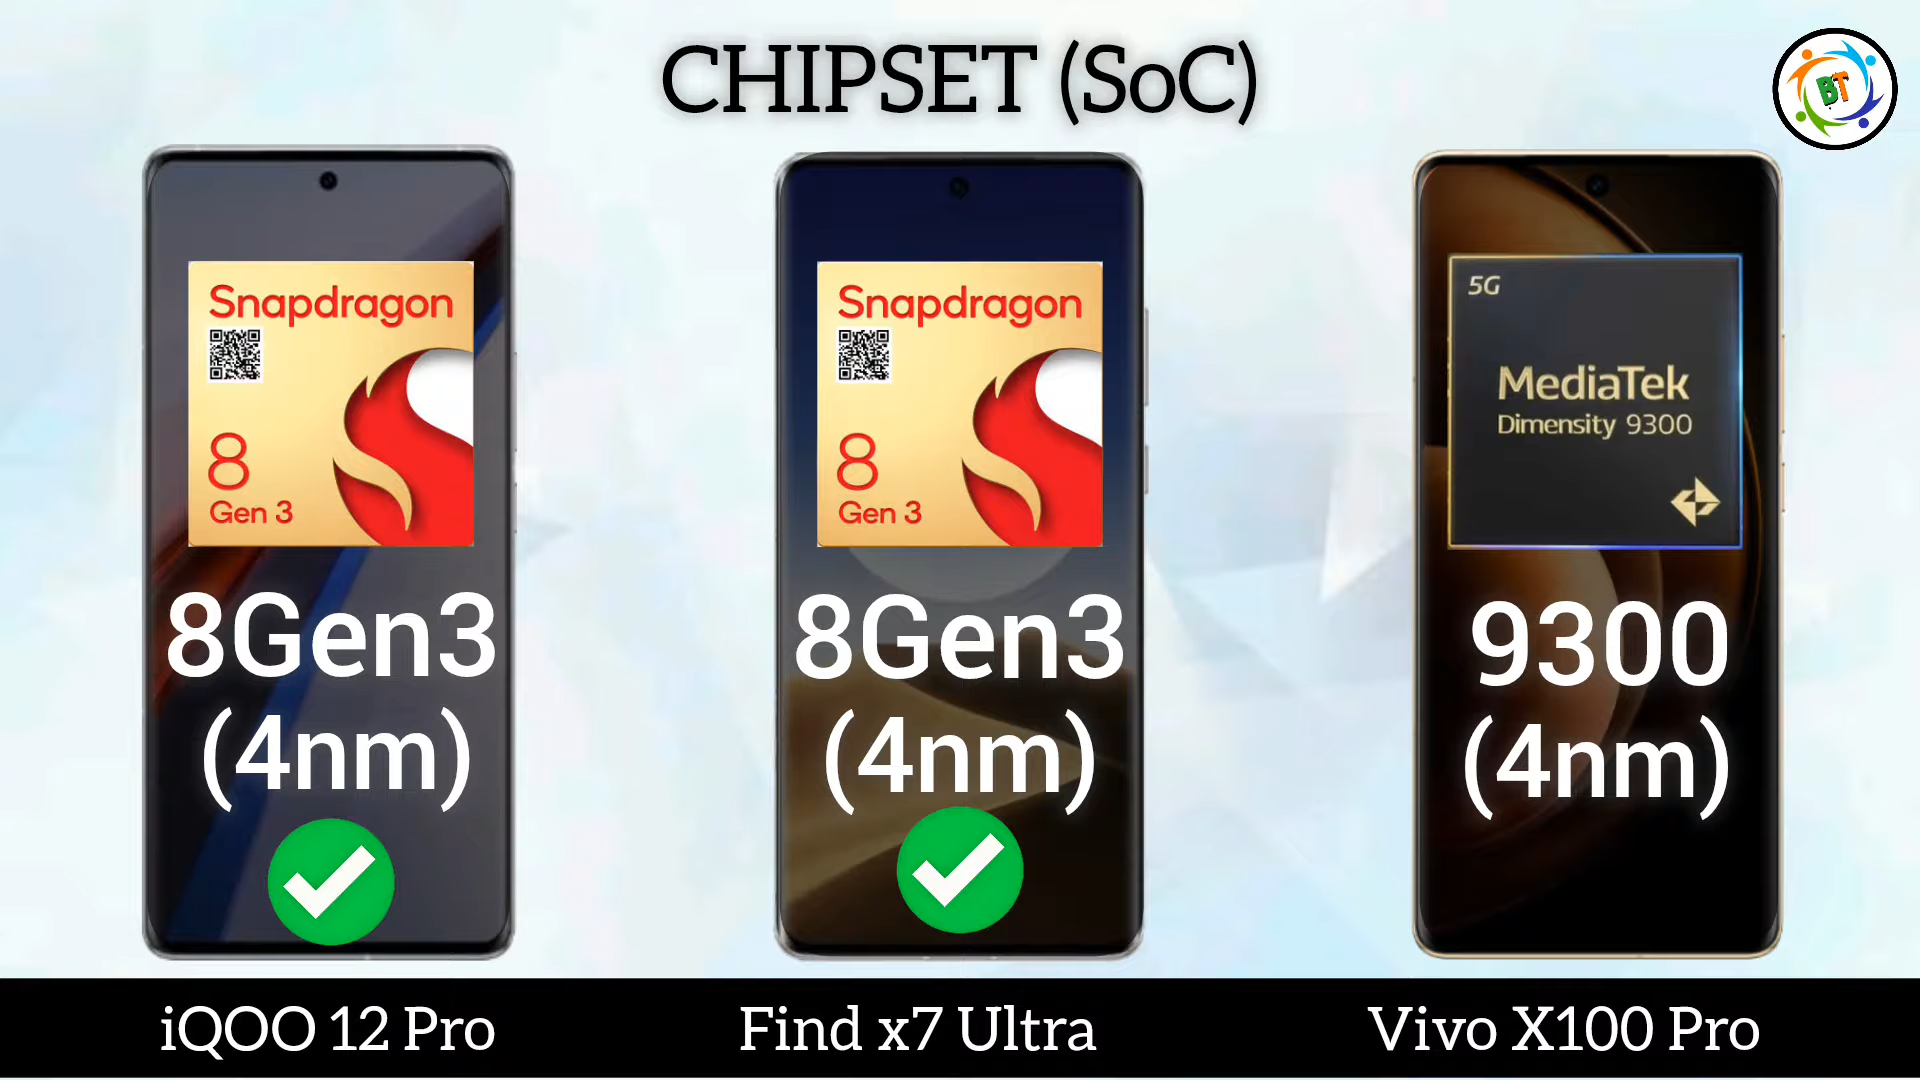 CHIPSET (SoC)
BT
Snapdragon
8
Gen 3
8Gen3
(4nm)
iQOO 12 Pro
Snapdragon
8
Gen 3
8Gen3
(4nm)
Find x7 Ultra
5G
MediaTek
Dimensity 9300
9300
(4nm)
Vivo X100 Pro